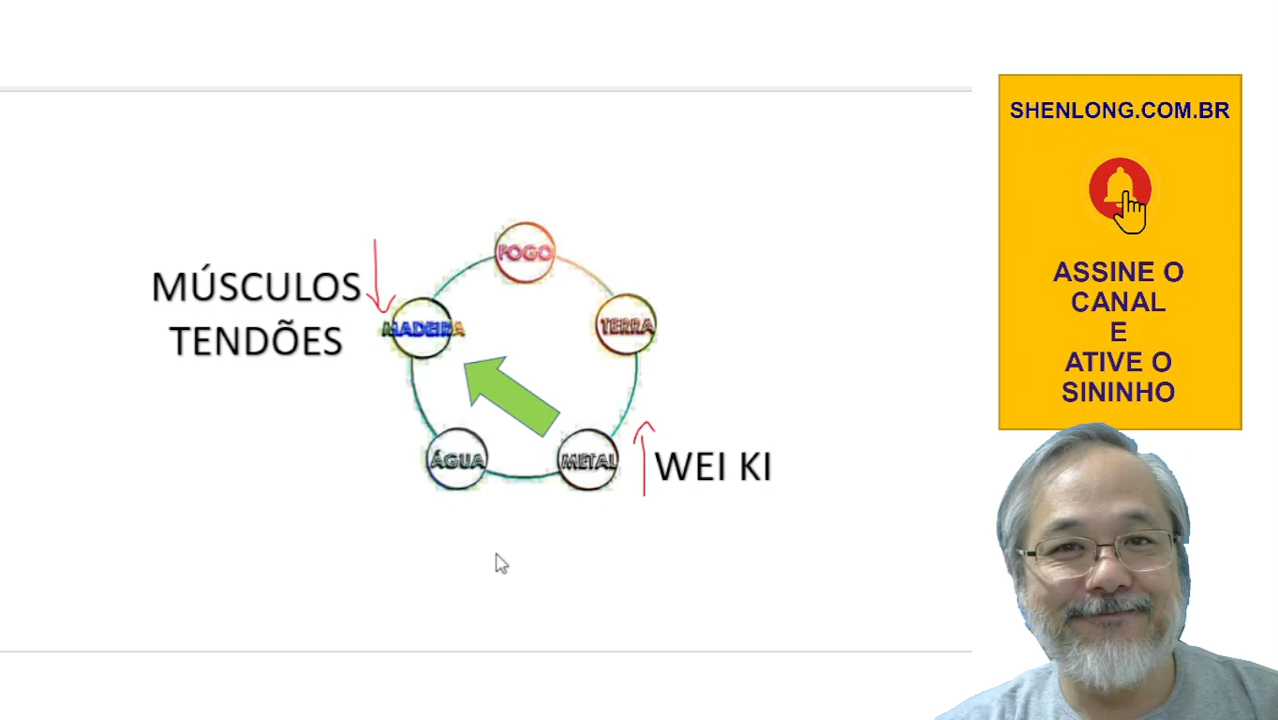 MÚSCULOS
TENDÕES
FOGO
MADEIRA
TERRA
ÁGUA
METAL
WEI KI
SHENLONG.COM.BR
ASSINE O
CANAL
E
ATIVE O
SININHO